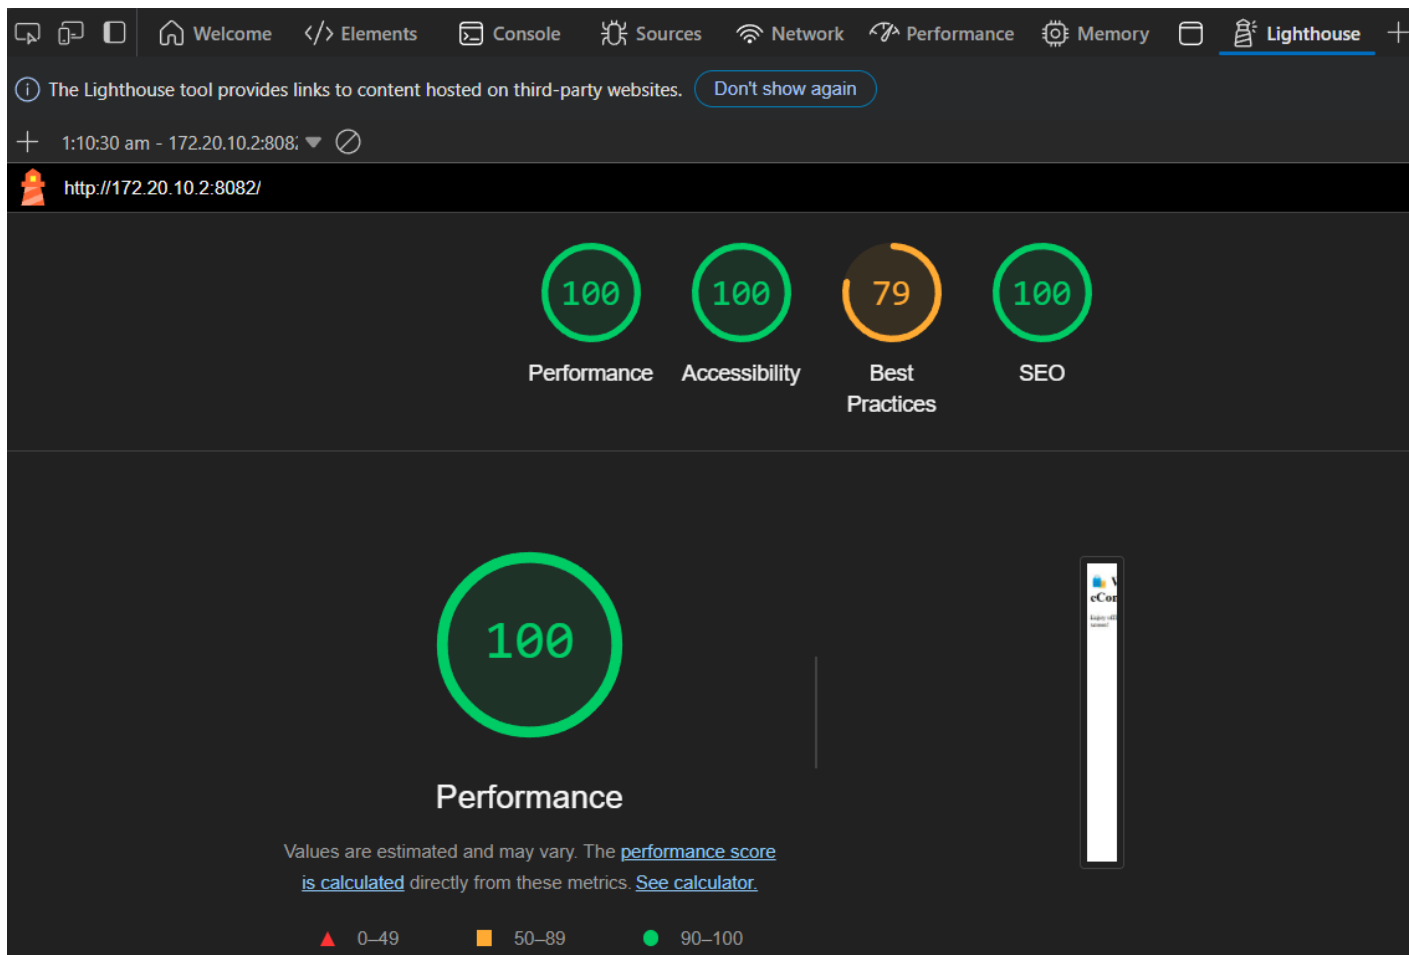 Welcome Elements Console Sources Network Performance Memory Lighthouse
The Lighthouse tool provides links to content hosted on third-party websites. Don't show again
1:10:30 am - 172.20.10.2:808
http://172.20.10.2:8082/
100 100 79 100
Performance Accessibility Best Practices SEO
100
Performance
Values are estimated and may vary. The performance score
is calculated directly from these metrics. See calculator.
0–49 50–89 90–100
eCor